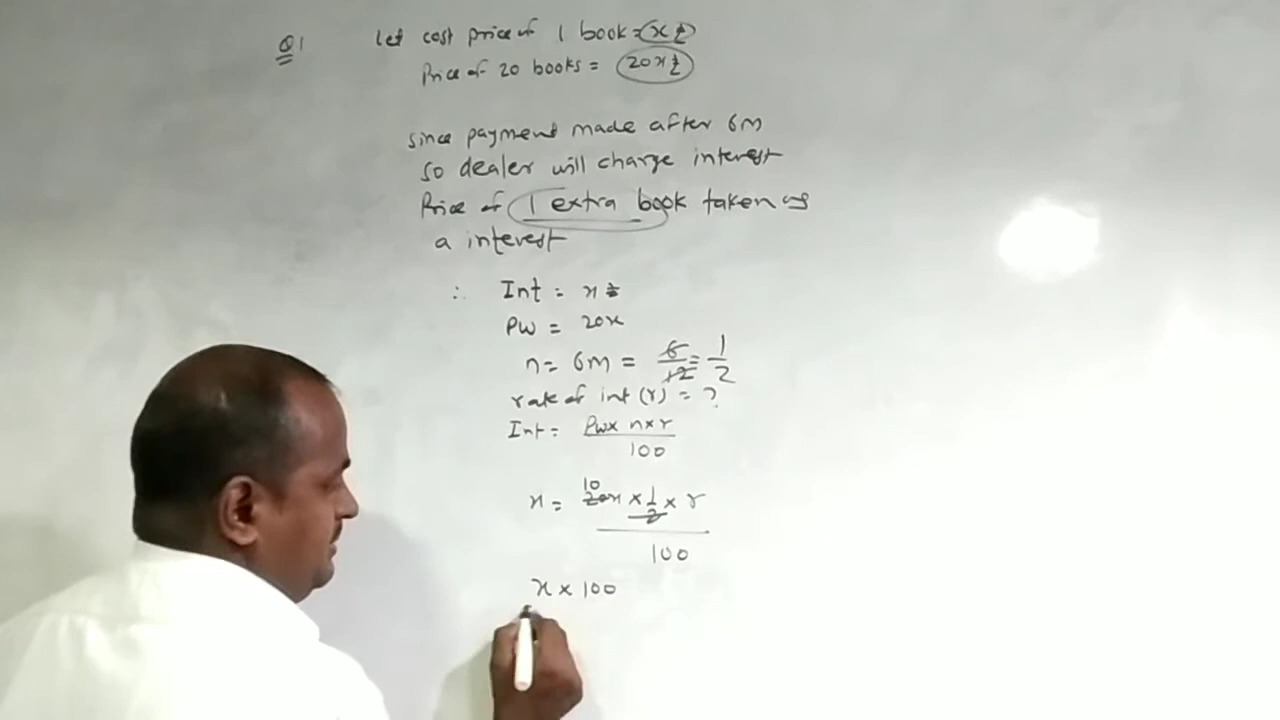 Q1 Let cost price of 1 book = x ₹
Price of 20 books = 20x ₹
since payment made after 6m
so dealer will charge interest
Price of 1 extra book taken as
a interest
∴ Int = x ₹
PW = 20x
n = 6m = 6/12 = 1/2
rate of int (r) = ?
Int = PW × n × r / 100
x = 10 20x × 1/2 × r / 100
x × 100